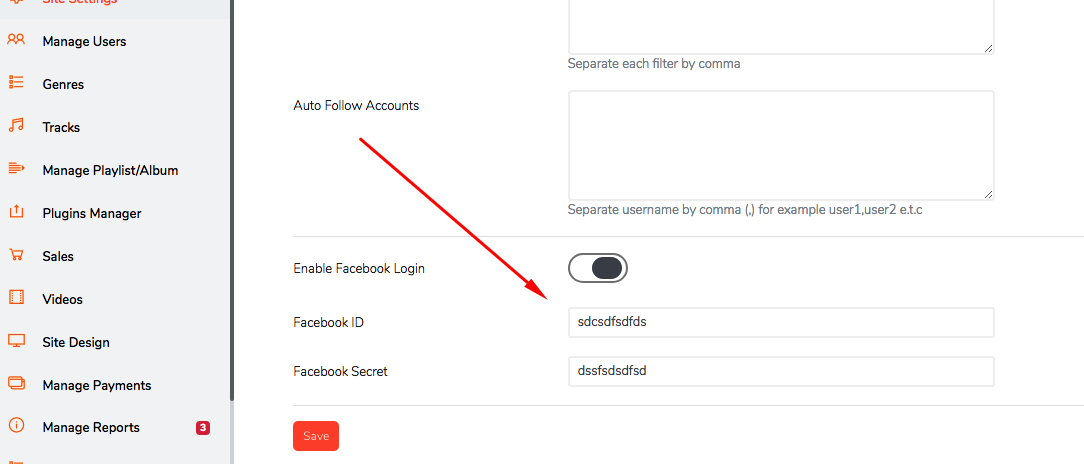 Site Settings
Manage Users
Genres
Tracks
Manage Playlist/Album
Plugins Manager
Sales
Videos
Site Design
Manage Payments
Manage Reports 3
Separate each filter by comma
Auto Follow Accounts
Separate username by comma (,) for example user1,user2 e.t.c
Enable Facebook Login
Facebook ID sdcsdfsdfds
Facebook Secret dssfsdsdfsd
Save